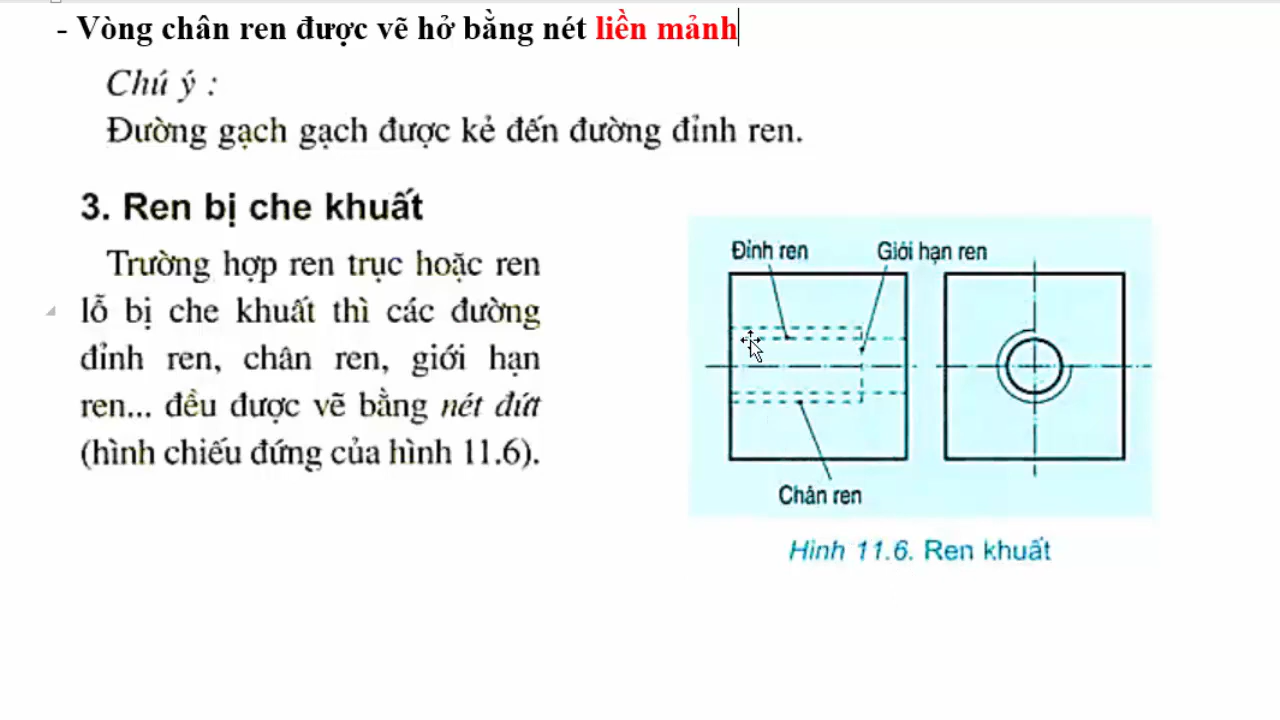 - Vòng chân ren được vẽ hở bằng nét liền mảnh
Chú ý :
Đường gạch gạch được kẻ đến đường đỉnh ren.
3. Ren bị che khuất
Trường hợp ren trục hoặc ren
lỗ bị che khuất thì các đường
đỉnh ren, chân ren, giới hạn
ren... đều được vẽ bằng nét đứt
(hình chiếu đứng của hình 11.6).
Đỉnh ren
Giới hạn ren
Chân ren
Hình 11.6. Ren khuất